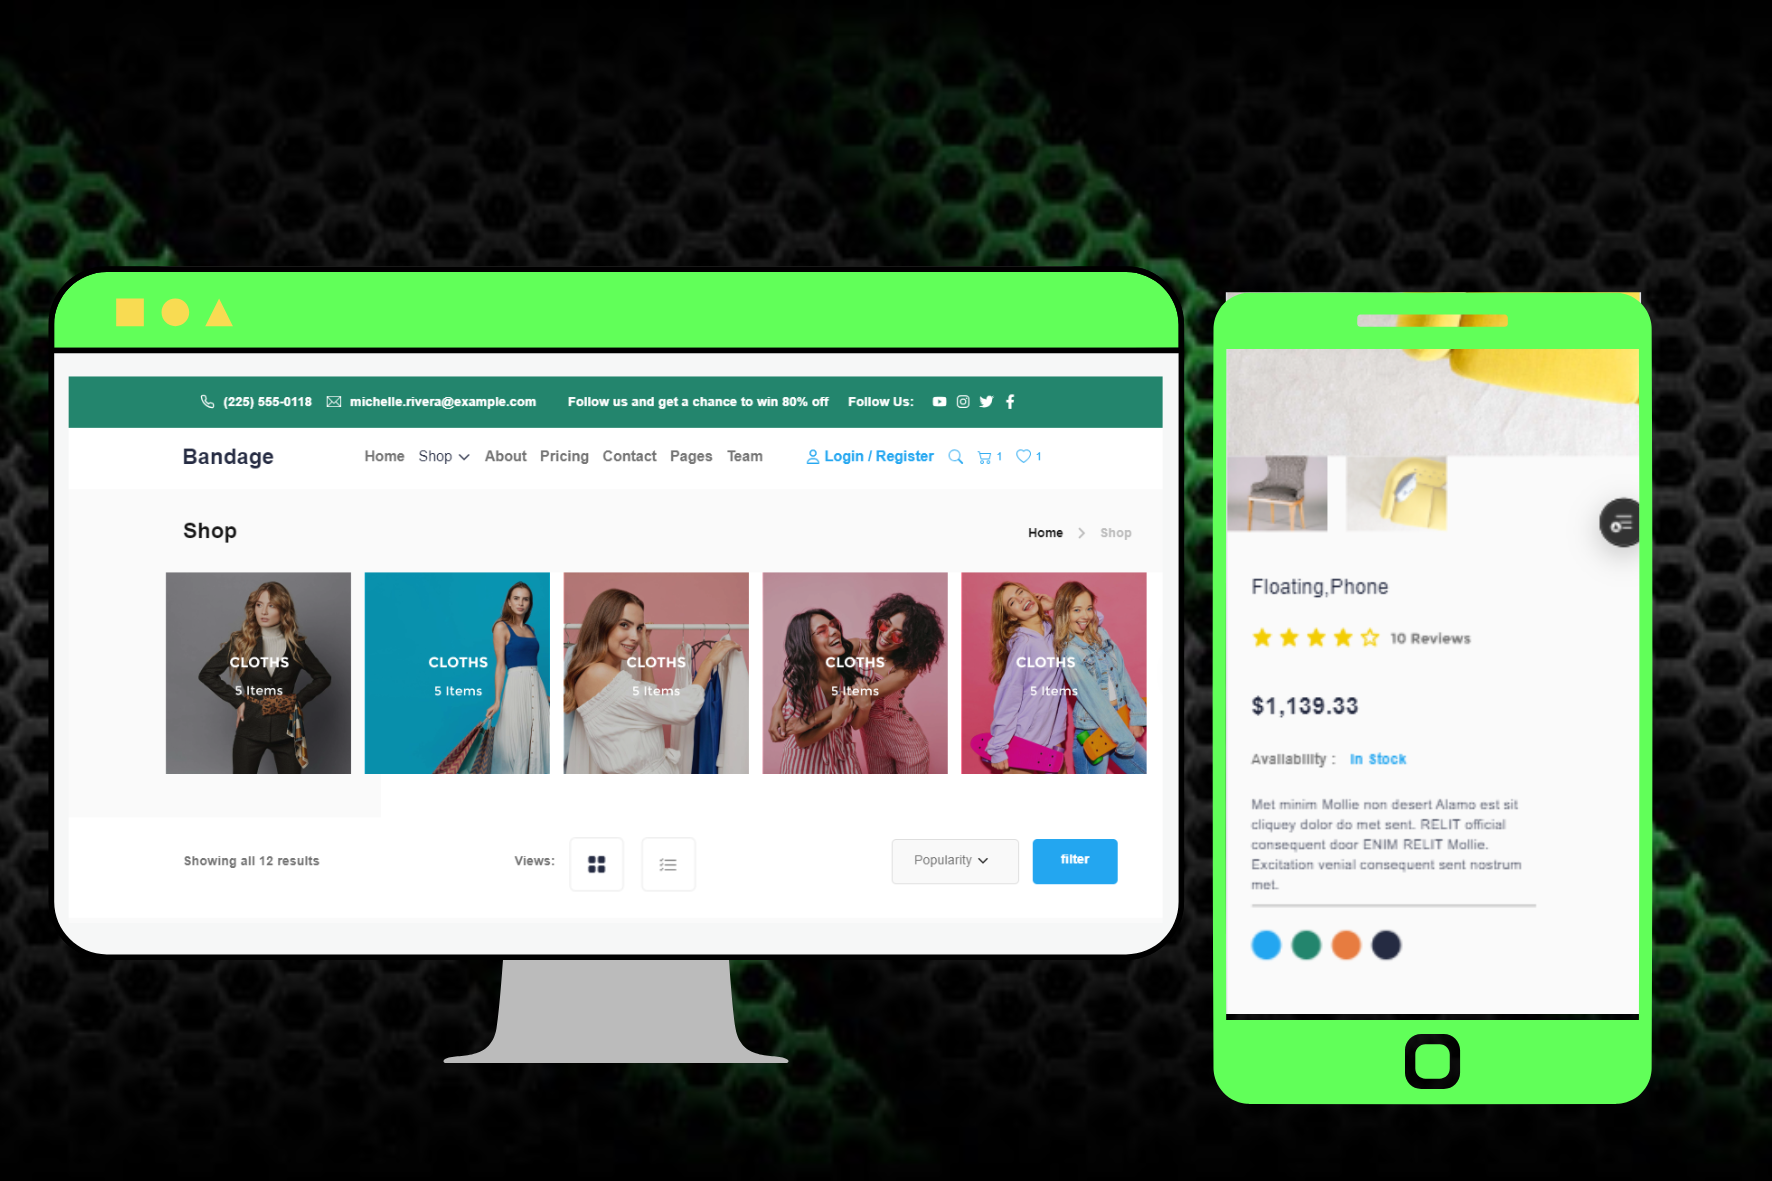 (225) 555-0118 michelle.rivera@example.com Follow us and get a chance to win 80% off Follow Us:
Bandage Home Shop About Pricing Contact Pages Team Login / Register 1 1
Shop Home Shop
CLOTHS CLOTHS CLOTHS CLOTHS CLOTHS
5 Items 5 Items 5 Items 5 Items 5 Items
Showing all 12 results Views: Popularity filter
Floating,Phone
10 Reviews
$1,139.33
Availability : In Stock
Met minim Mollie non desert Alamo est sit
cliquey dolor do met sent. RELIT official
consequent door ENIM RELIT Mollie.
Excitation venial consequent sent nostrum
met.